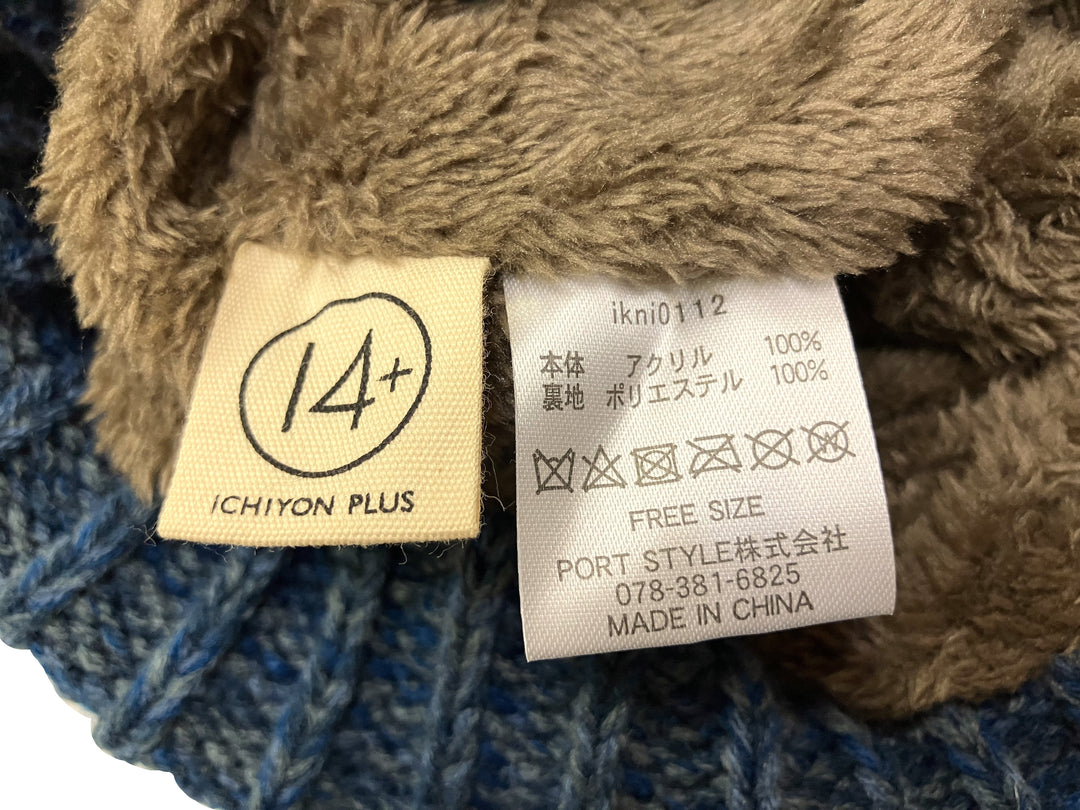 14+
ICHIYON PLUS
ikni0112
本体 アクリル 100%
裏地 ポリエステル 100%
FREE SIZE
PORT STYLE株式会社
078-381-6825
MADE IN CHINA